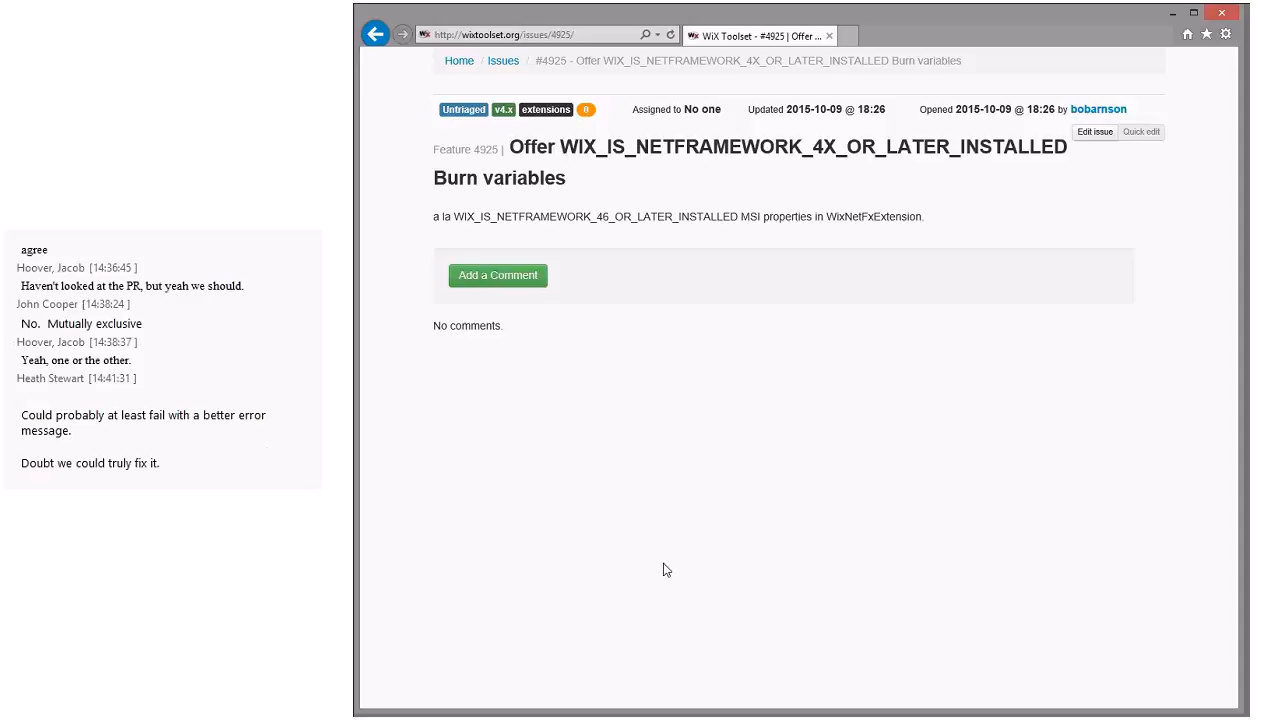 agree
Hoover, Jacob [14:36:45 ]
Haven't looked at the PR, but yeah we should.
John Cooper [14:38:24 ]
No. Mutually exclusive
Hoover, Jacob [14:38:37 ]
Yeah, one or the other.
Heath Stewart [14:41:31 ]
Could probably at least fail with a better error
message.
Doubt we could truly fix it.
http://wixtoolset.org/issues/4925/
WiX Toolset - #4925 | Offer ...
Home / Issues / #4925 - Offer WIX_IS_NETFRAMEWORK_4X_OR_LATER_INSTALLED Burn variables
Untriaged v4.x extensions 0 Assigned to No one Updated 2015-10-09 @ 18:26 Opened 2015-10-09 @ 18:26 by bobarnson
Edit issue Quick edit
Feature 4925 | Offer WIX_IS_NETFRAMEWORK_4X_OR_LATER_INSTALLED
Burn variables
a la WIX_IS_NETFRAMEWORK_46_OR_LATER_INSTALLED MSI properties in WixNetFxExtension.
Add a Comment
No comments.